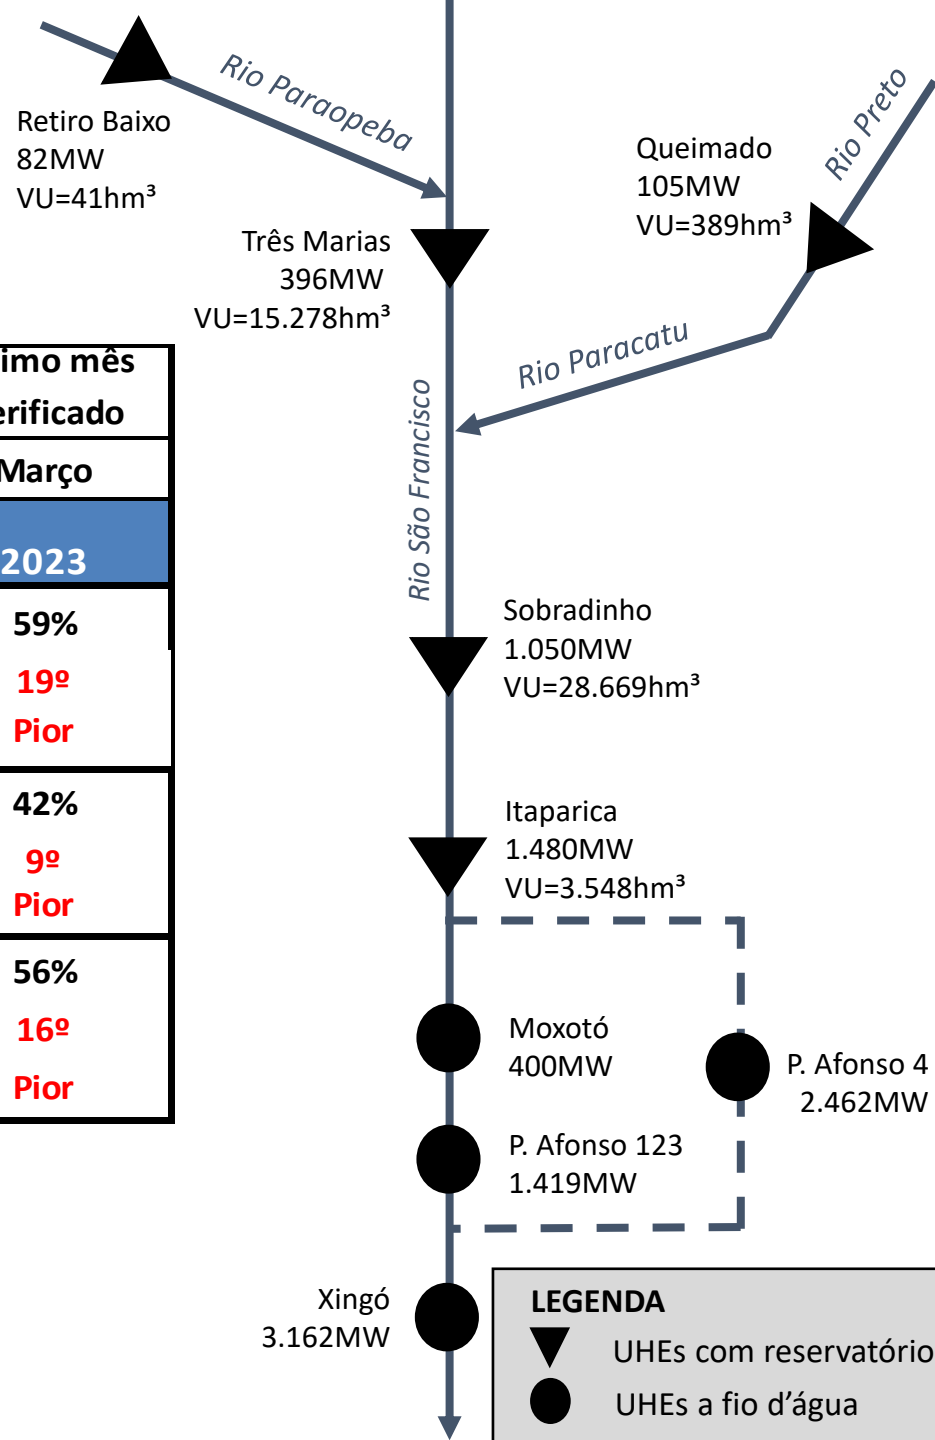 Rio Paraopeba
Retiro Baixo
82MW
VU=41hm³
Rio Preto
Queimado
105MW
VU=389hm³
Três Marias
396MW
VU=15.278hm³
Rio Paracatu
Rio São Francisco
imo mês
erificado
Março
2023
59%
19º
Pior
42%
9º
Pior
56%
16º
Pior
Sobradinho
1.050MW
VU=28.669hm³
Itaparica
1.480MW
VU=3.548hm³
Moxotó
400MW
P. Afonso 4
2.462MW
P. Afonso 123
1.419MW
Xingó
3.162MW
LEGENDA
UHEs com reservatório
UHEs a fio d’água